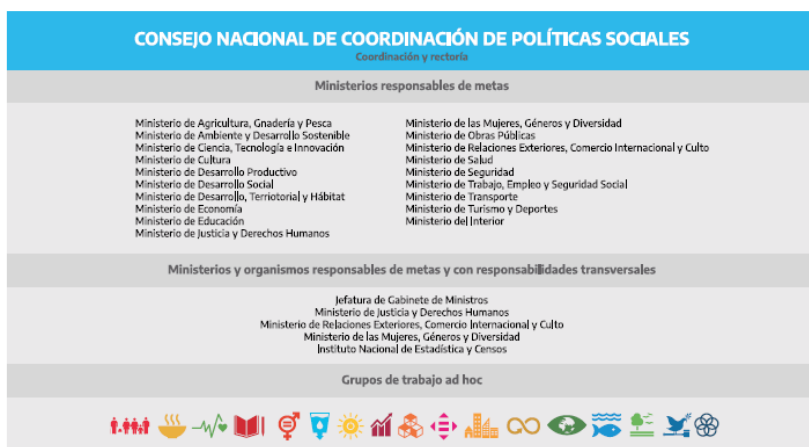 CONSEJO NACIONAL DE COORDINACIÓN DE POLÍTICAS SOCIALES
Coordinación y rectoría
Ministerios responsables de metas
Ministerio de Agricultura, Gnadería y Pesca
Ministerio de Ambiente y Desarrollo Sostenible
Ministerio de Ciencia, Tecnología e Innovación
Ministerio de Cultura
Ministerio de Desarrollo Productivo
Ministerio de Desarrollo Social
Ministerio de Desarrollo, Terriotorial y Hábitat
Ministerio de Economía
Ministerio de Educación
Ministerio de Justicia y Derechos Humanos
Ministerio de las Mujeres, Géneros y Diversidad
Ministerio de Obras Públicas
Ministerio de Relaciones Exteriores, Comercio Internacional y Culto
Ministerio de Salud
Ministerio de Seguridad
Ministerio de Trabajo, Empleo y Seguridad Social
Ministerio de Transporte
Ministerio de Turismo y Deportes
Ministerio del Interior
Ministerios y organismos responsables de metas y con responsabilidades transversales
Jefatura de Gabinete de Ministros
Ministerio de Justicia y Derechos Humanos
Ministerio de Relaciones Exteriores, Comercio Internacional y Culto
Ministerio de las Mujeres, Géneros y Diversidad
Instituto Nacional de Estadística y Censos
Grupos de trabajo ad hoc